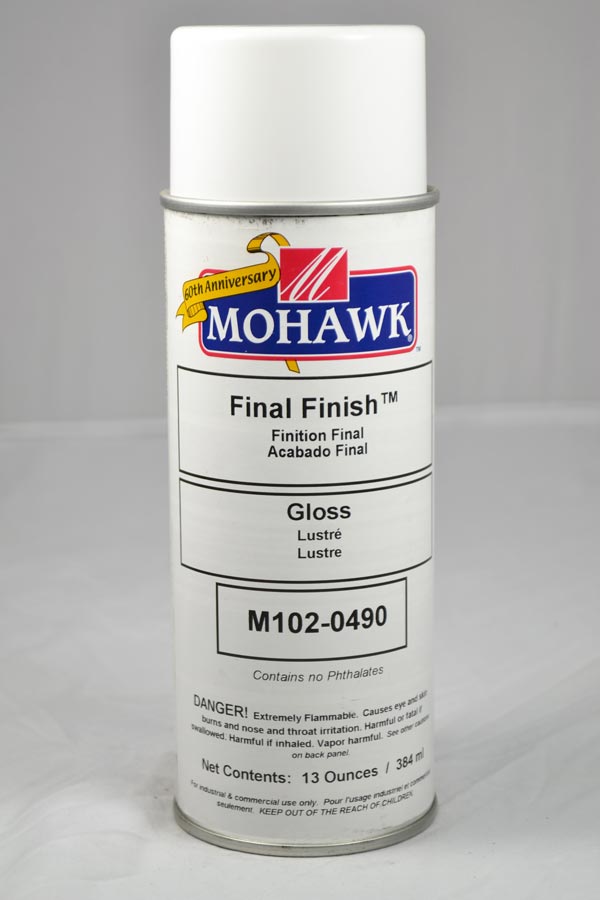 60th Anniversary
MOHAWK®
™
Final Finish™
Finition Final
Acabado Final
Gloss
Lustré
Lustre
M102-0490
Contains no Phthalates
DANGER! Extremely Flammable. Causes eye and skin
burns and nose and throat irritation. Harmful or fatal if
swallowed. Harmful if inhaled. Vapor harmful. See other cautions
on back panel.
Net Contents: 13 Ounces / 384 ml
For industrial & commercial use only. Pour l'usage industriel et commercial
seulement. KEEP OUT OF THE REACH OF CHILDREN.